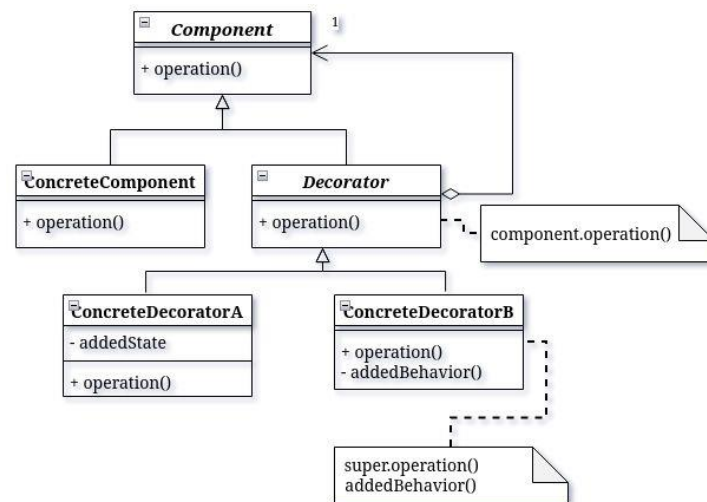 Component
1
+ operation()
ConcreteComponent
+ operation()
Decorator
+ operation()
component.operation()
ConcreteDecoratorA
- addedState
+ operation()
ConcreteDecoratorB
+ operation()
- addedBehavior()
super.operation()
addedBehavior()